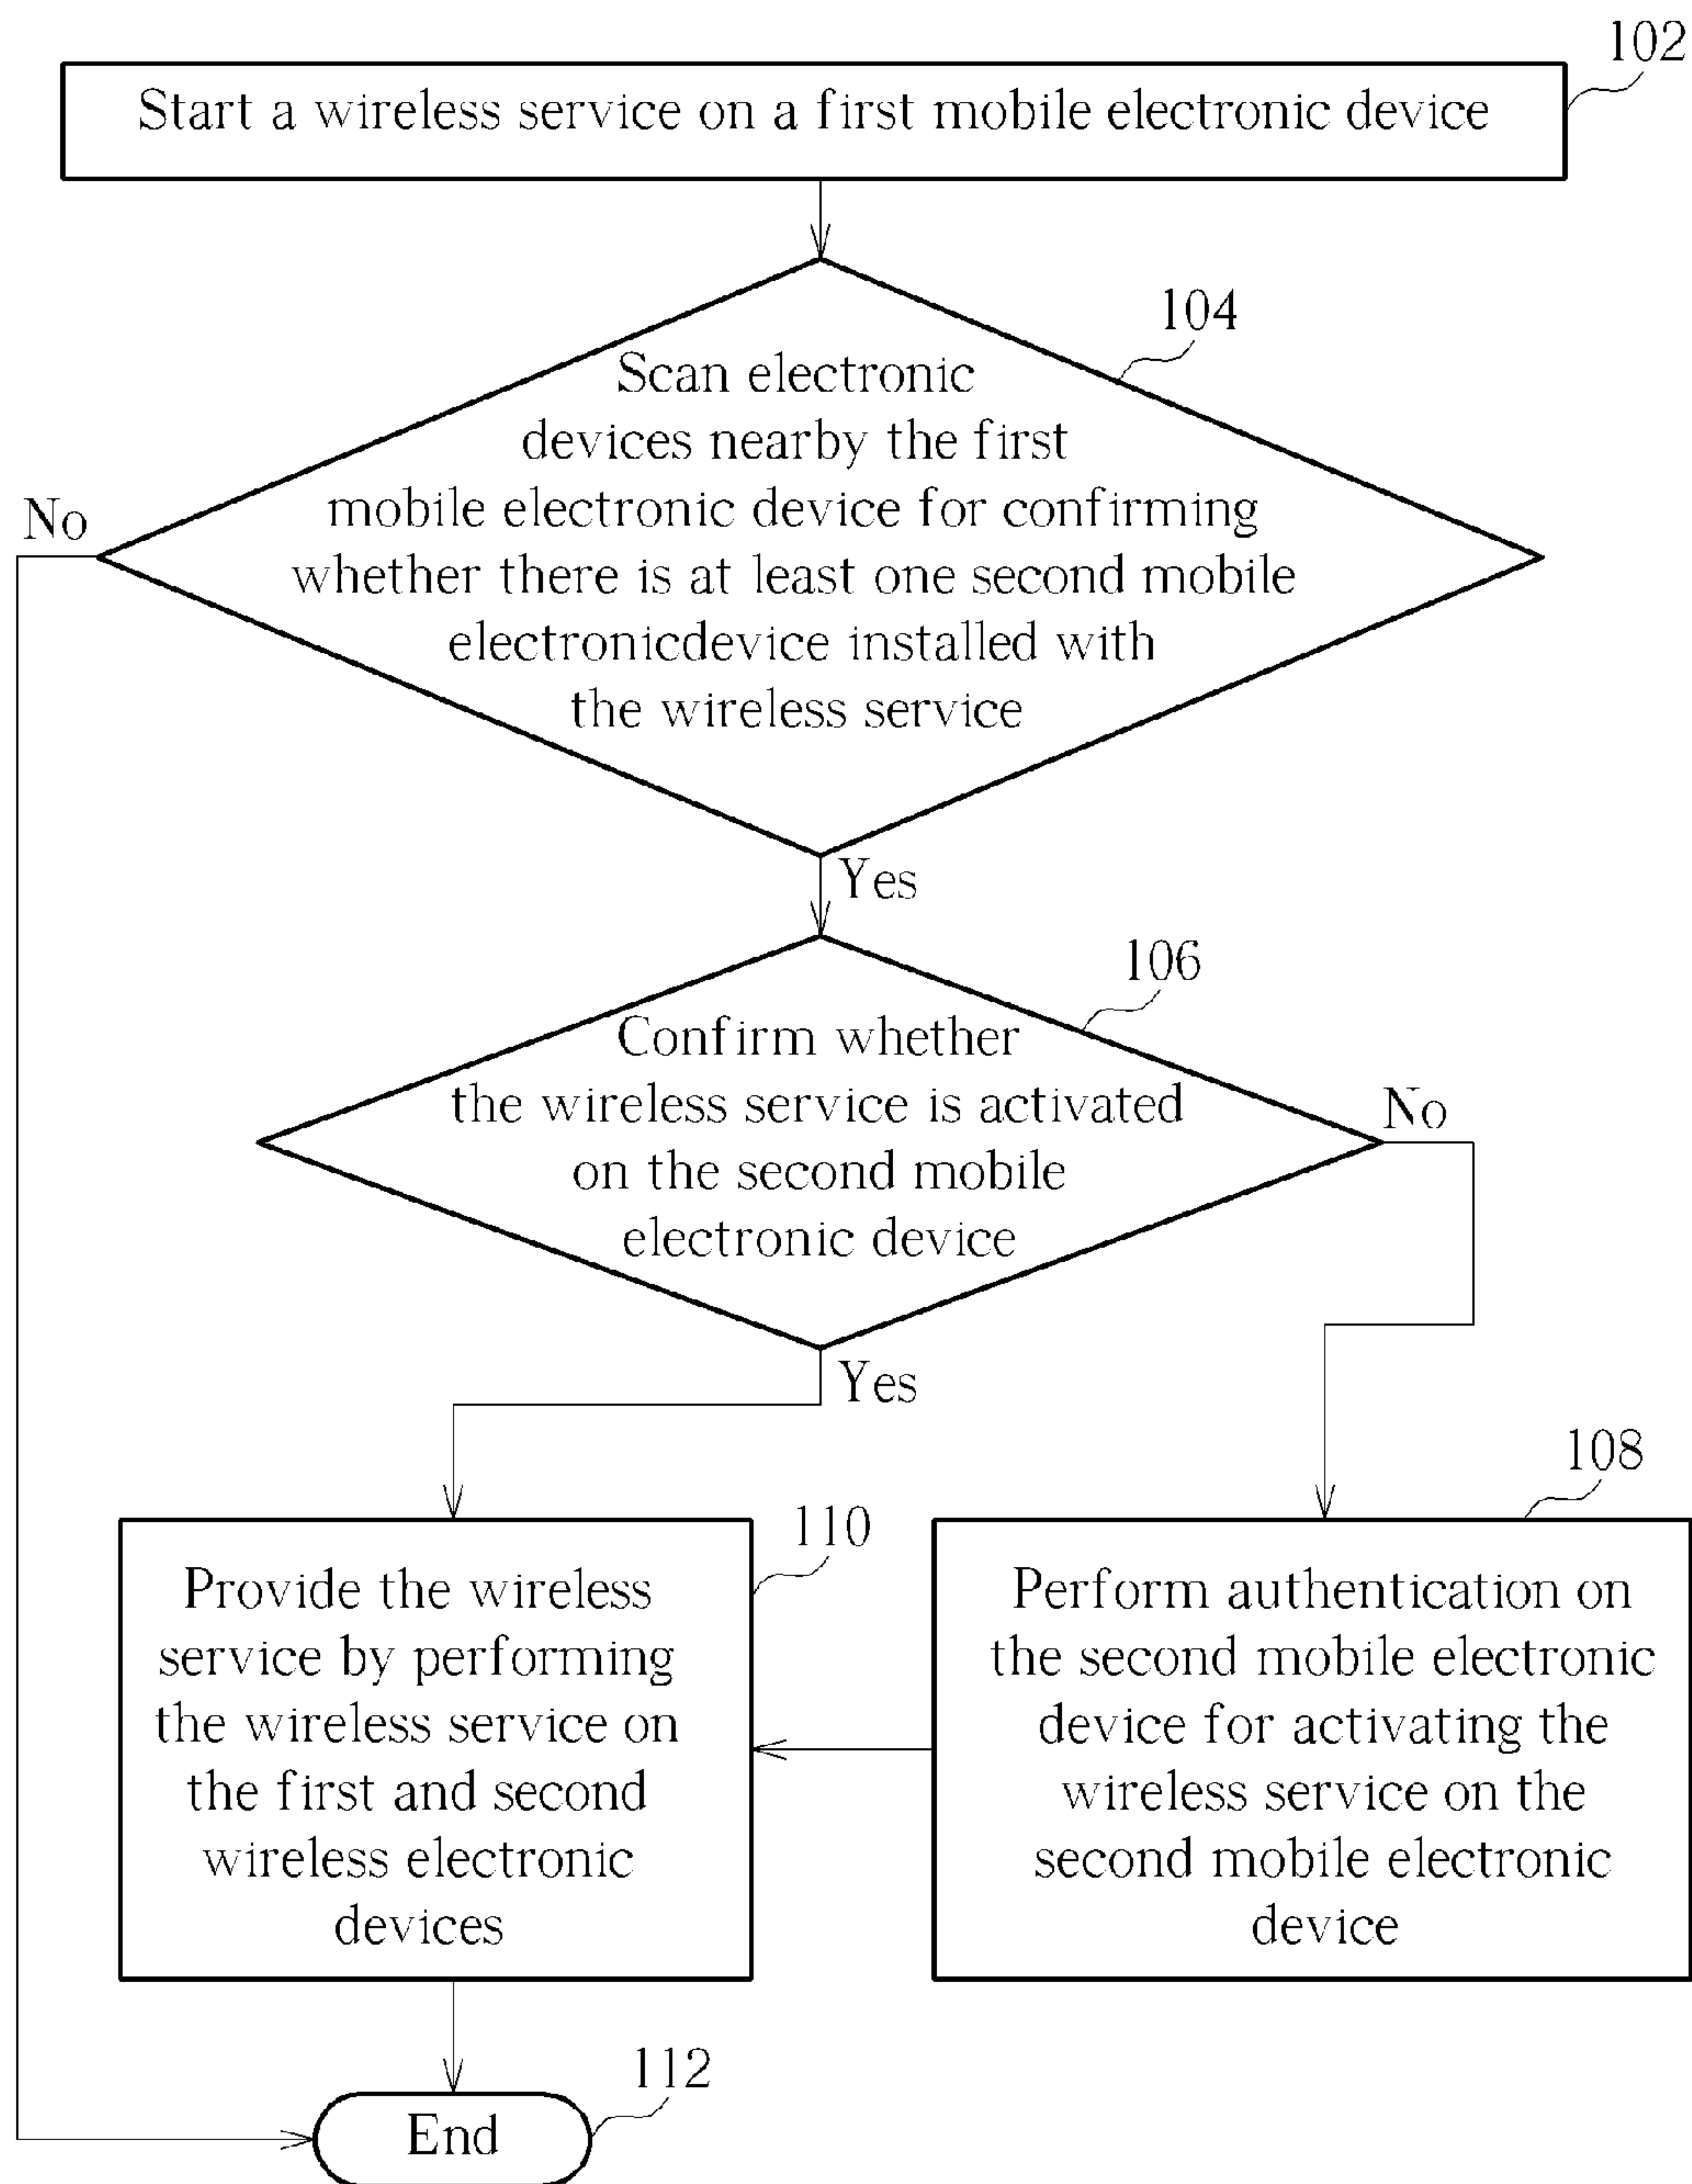 102
Start a wireless service on a first mobile electronic device
104
Scan electronic
devices nearby the first
mobile electronic device for confirming
whether there is at least one second mobile
electronicdevice installed with
the wireless service
No
Yes
106
Confirm whether
the wireless service is activated
on the second mobile
electronic device
No
Yes
108
110
Provide the wireless
service by performing
the wireless service on
the first and second
wireless electronic
devices
Perform authentication on
the second mobile electronic
device for activating the
wireless service on the
second mobile electronic
device
112
End